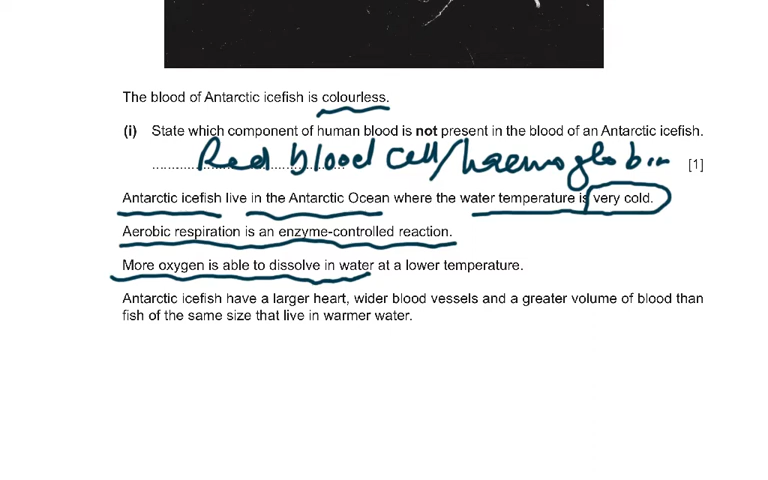 The blood of Antarctic icefish is colourless.
(i) State which component of human blood is not present in the blood of an Antarctic icefish.
Red blood cell/haemoglobin [1]
Antarctic icefish live in the Antarctic Ocean where the water temperature is very cold.
Aerobic respiration is an enzyme-controlled reaction.
More oxygen is able to dissolve in water at a lower temperature.
Antarctic icefish have a larger heart, wider blood vessels and a greater volume of blood than
fish of the same size that live in warmer water.